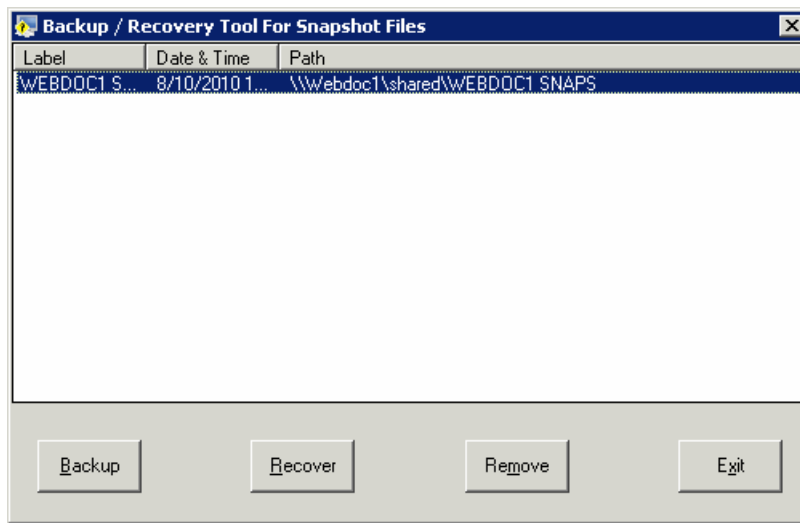 Backup / Recovery Tool For Snapshot Files
Label Date & Time Path
WEBDOC1 S... 8/10/2010 1... \\Webdoc1\shared\WEBDOC1 SNAPS
Backup Recover Remove Exit